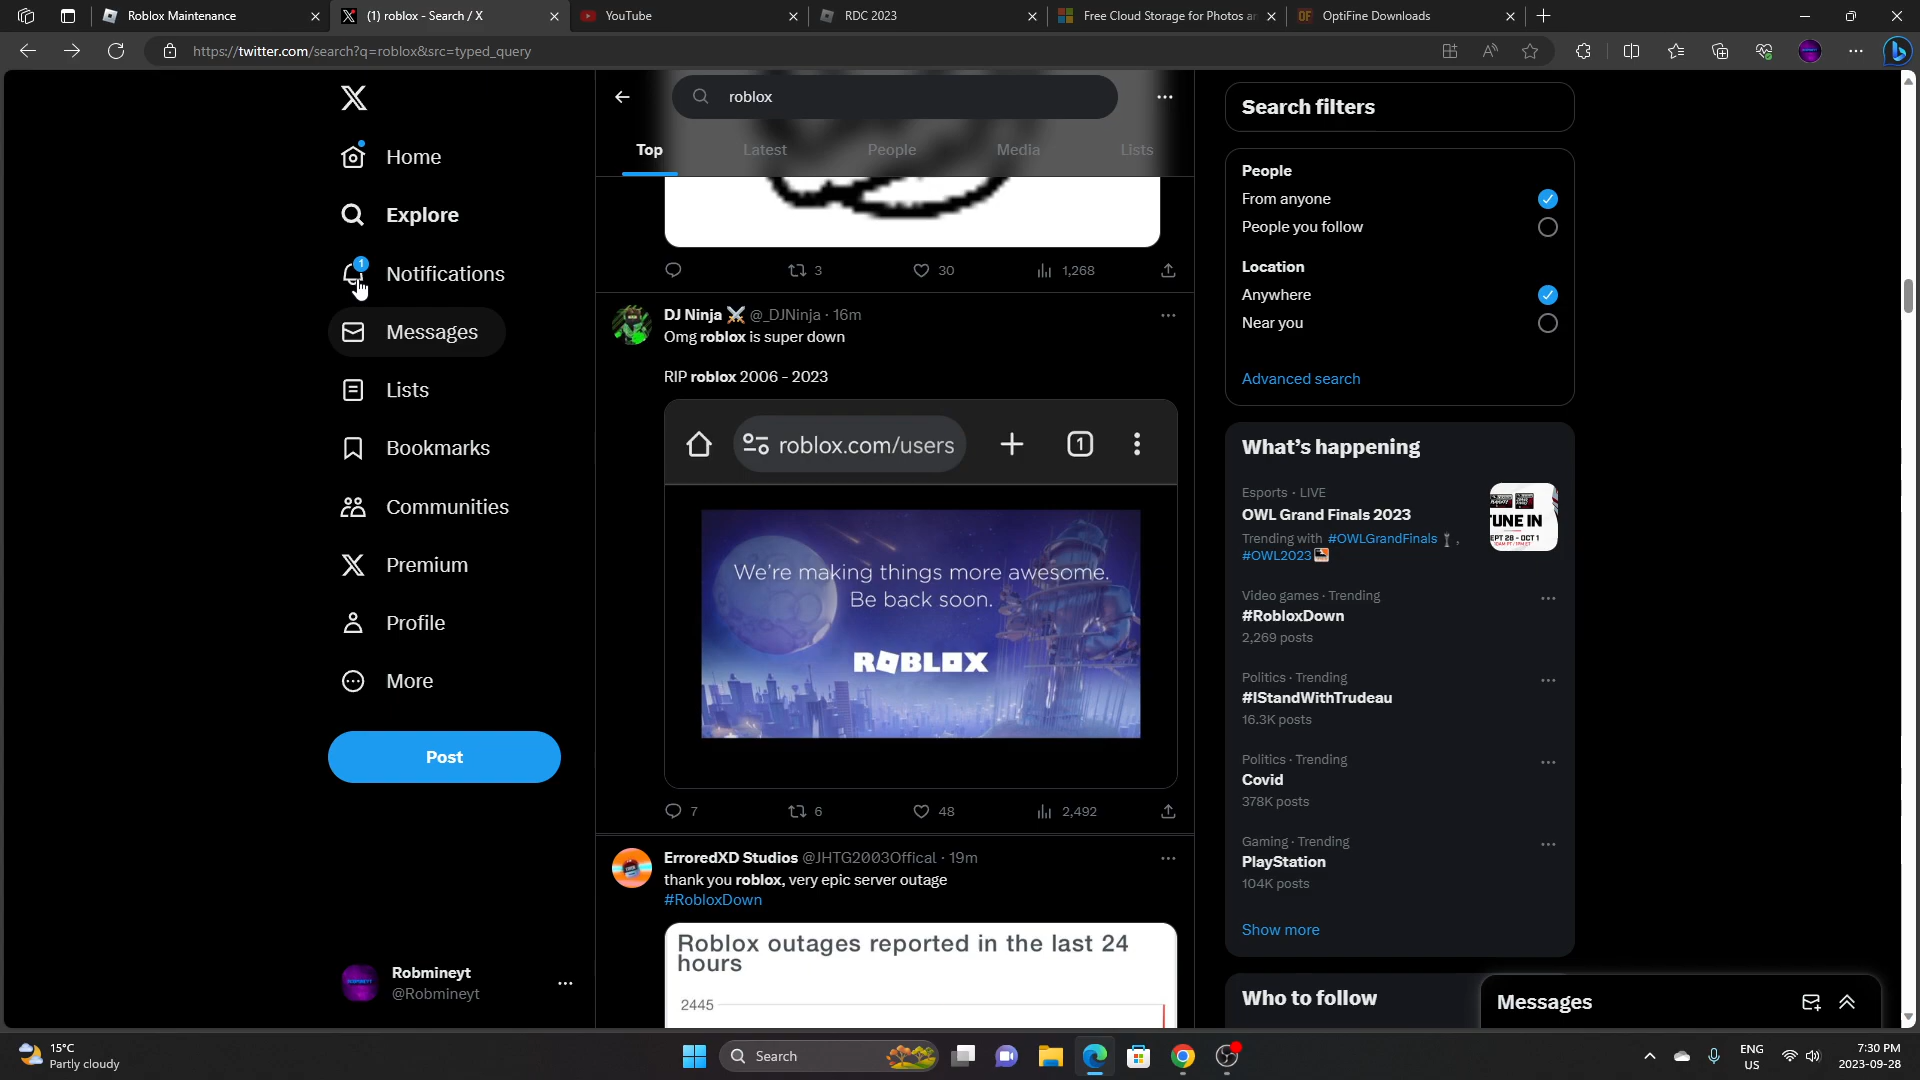 Roblox Maintenance
(1) roblox - Search / X
YouTube
RDC 2023
Free Cloud Storage for Photos ar
OptiFine Downloads
https://twitter.com/search?q=roblox&src=typed_query
Home
Explore
1
Notifications
Messages
Lists
Bookmarks
Communities
Premium
Profile
More
Post
Robmineyt
@Robmineyt
roblox
Top
Latest
People
Media
Lists
3
30
1,268
DJ Ninja ⚔️ @_DJNinja · 16m
Omg roblox is super down
RIP roblox 2006 - 2023
roblox.com/users
1
We're making things more awesome.
Be back soon.
ROBLOX
7
6
48
2,492
ErroredXD Studios @JHTG2003Offical · 19m
thank you roblox, very epic server outage
#RobloxDown
Roblox outages reported in the last 24
hours
2445
Search filters
People
From anyone
People you follow
Location
Anywhere
Near you
Advanced search
What's happening
Esports · LIVE
OWL Grand Finals 2023
Trending with #OWLGrandFinals ,
#OWL2023
UNE IN
EPT 28 - OCT 1
Video games · Trending
#RobloxDown
2,269 posts
Politics · Trending
#IStandWithTrudeau
16.3K posts
Politics · Trending
Covid
378K posts
Gaming · Trending
PlayStation
104K posts
Show more
Who to follow
Messages
15°C
Partly cloudy
Search
ENG
US
7:30 PM
2023-09-28